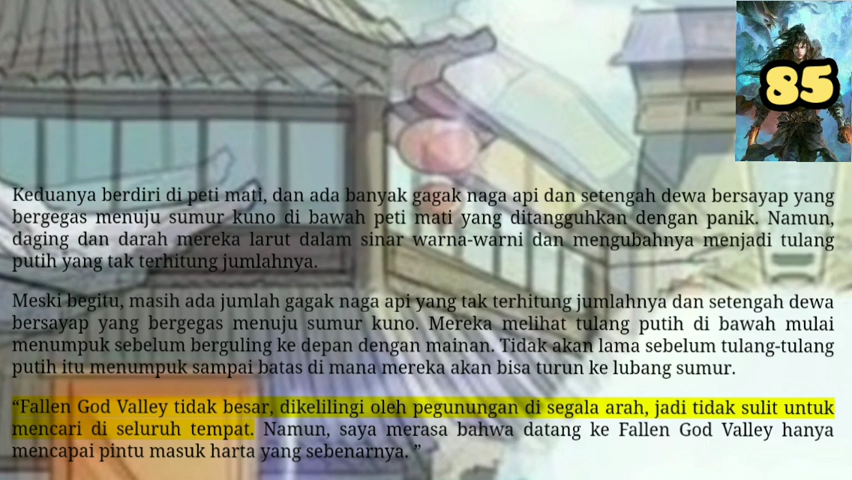 85
Keduanya berdiri di peti mati, dan ada banyak gagak naga api dan setengah dewa bersayap yang
bergegas menuju sumur kuno di bawah peti mati yang ditangguhkan dengan panik. Namun,
daging dan darah mereka larut dalam sinar warna-warni dan mengubahnya menjadi tulang
putih yang tak terhitung jumlahnya.
Meski begitu, masih ada jumlah gagak naga api yang tak terhitung jumlahnya dan setengah dewa
bersayap yang bergegas menuju sumur kuno. Mereka melihat tulang putih di bawah mulai
menumpuk sebelum berguling ke depan dengan mainan. Tidak akan lama sebelum tulang-tulang
putih itu menumpuk sampai batas di mana mereka akan bisa turun ke lubang sumur.
“Fallen God Valley tidak besar, dikelilingi oleh pegunungan di segala arah, jadi tidak sulit untuk
mencari di seluruh tempat. Namun, saya merasa bahwa datang ke Fallen God Valley hanya
mencapai pintu masuk harta yang sebenarnya. ”